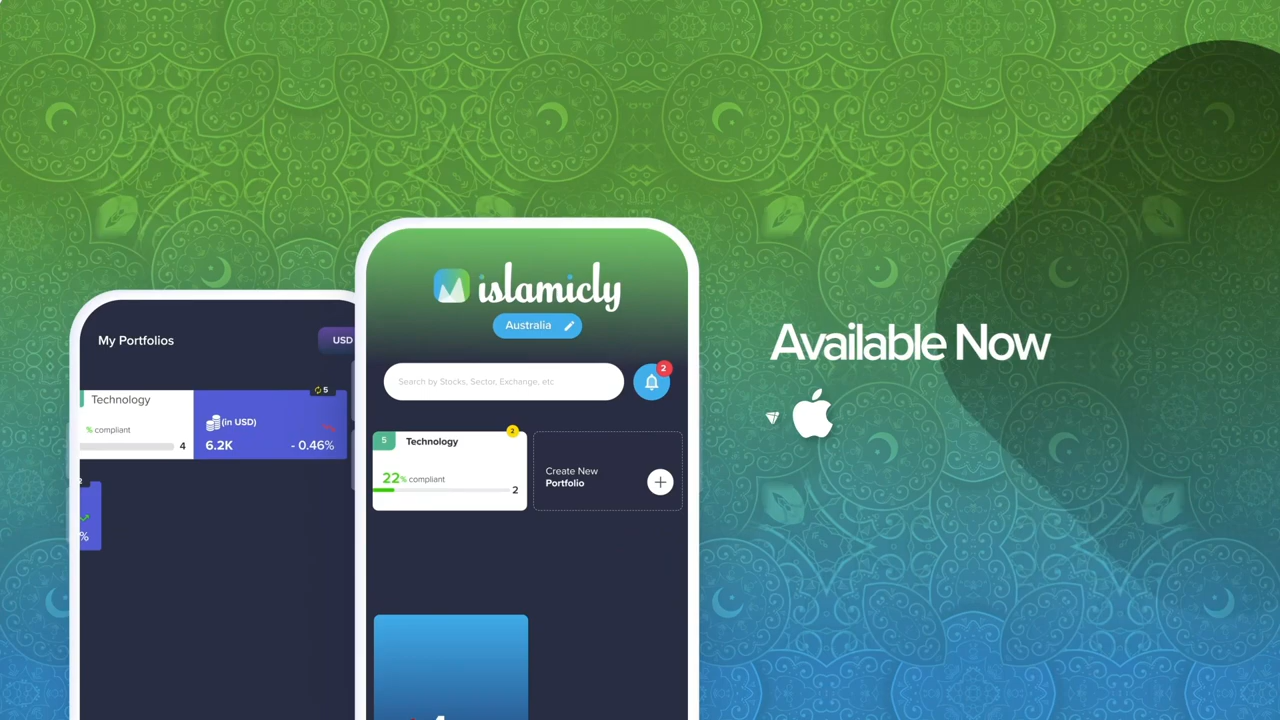 My Portfolios
USD
5
Technology
% compliant
4
(in USD)
6.2K
- 0.46%
%
islamicly
Australia
Search by Stocks, Sector, Exchange, etc
2
5
Technology
2
22% compliant
2
Create New
Portfolio
Available Now